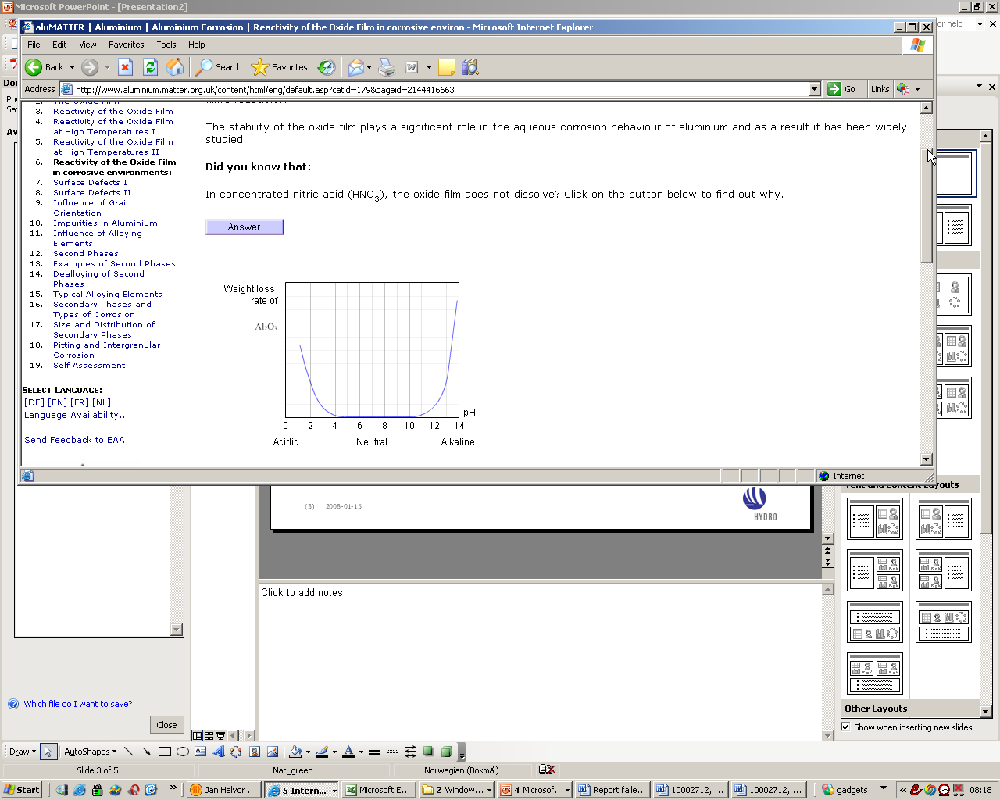 Microsoft PowerPoint - [Presentation2]
aluMATTER | Aluminium | Aluminium Corrosion | Reactivity of the Oxide Film in corrosive environ - Microsoft Internet Explorer
or help
File Edit View Favorites Tools Help
Back Search Favorites
Address http://www.aluminium.matter.org.uk/content/html/eng/default.asp?catid=179&pageid=2144416663 Go Links
2. The Oxide Film
3. Reactivity of the Oxide Film
4. Reactivity of the Oxide Film
at High Temperatures I
5. Reactivity of the Oxide Film
at High Temperatures II
6. Reactivity of the Oxide Film
in corrosive environments:
7. Surface Defects I
8. Surface Defects II
9. Influence of Grain
Orientation
10. Impurities in Aluminium
11. Influence of Alloying
Elements
12. Second Phases
13. Examples of Second Phases
14. Dealloying of Second
Phases
15. Typical Alloying Elements
16. Secondary Phases and
Types of Corrosion
17. Size and Distribution of
Secondary Phases
18. Pitting and Intergranular
Corrosion
19. Self Assessment
SELECT LANGUAGE:
[DE] [EN] [FR] [NL]
Language Availability...
Send Feedback to EAA
film's reactivity.
The stability of the oxide film plays a significant role in the aqueous corrosion behaviour of aluminium and as a result it has been widely
studied.
Did you know that:
In concentrated nitric acid (HNO3), the oxide film does not dissolve? Click on the button below to find out why.
Answer
Weight loss
rate of
Al2O3
pH
0 2 4 6 8 10 12 14
Acidic Neutral Alkaline
Internet
Text and Content Layouts
(3) 2008-01-15
HYDRO
Click to add notes
Which file do I want to save?
Close
Other Layouts
Show when inserting new slides
Draw AutoShapes
Slide 3 of 5 Nat_green Norwegian (Bokmål)
Start Jan Halvor ... 5 Intern... Microsoft E... 2 Window... 4 Microsof... Report faile... 10002712, ... 10002712, ... gadgets 08:18